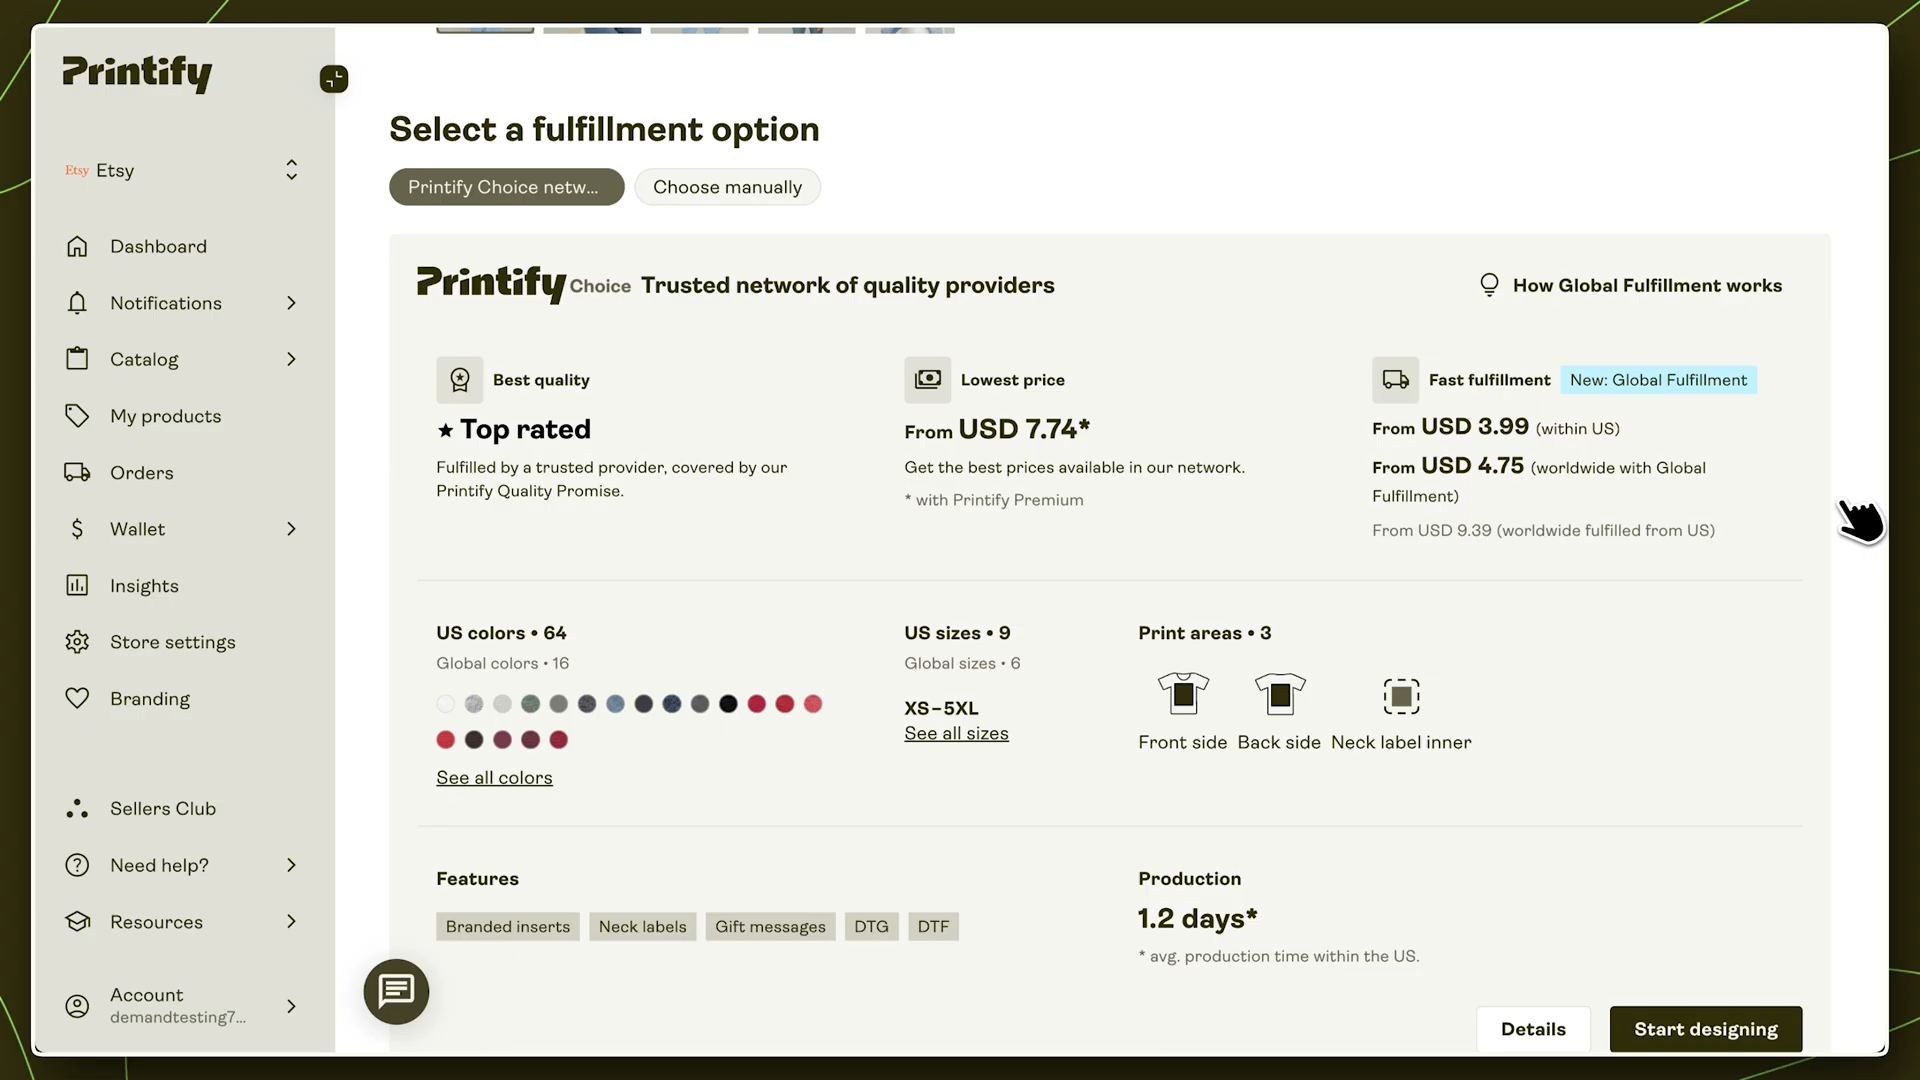 Printify
Etsy Etsy
Dashboard
Notifications
Catalog
My products
Orders
Wallet
Insights
Store settings
Branding
Sellers Club
Need help?
Resources
Account
demandtesting7...
Select a fulfillment option
Printify Choice netw...
Choose manually
Printify Choice Trusted network of quality providers
How Global Fulfillment works
Best quality
★ Top rated
Fulfilled by a trusted provider, covered by our
Printify Quality Promise.
Lowest price
From USD 7.74*
Get the best prices available in our network.
* with Printify Premium
Fast fulfillment
New: Global Fulfillment
From USD 3.99 (within US)
From USD 4.75 (worldwide with Global
Fulfillment)
From USD 9.39 (worldwide fulfilled from US)
US colors • 64
Global colors • 16
See all colors
US sizes • 9
Global sizes • 6
XS–5XL
See all sizes
Print areas • 3
Front side
Back side
Neck label inner
Features
Branded inserts
Neck labels
Gift messages
DTG
DTF
Production
1.2 days*
* avg. production time within the US.
Details
Start designing